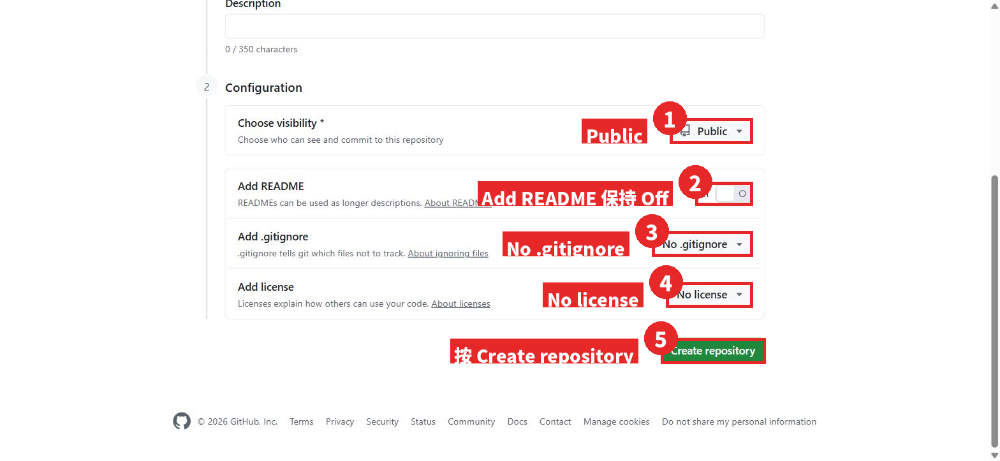 Description
0 / 350 characters
2
Configuration
Choose visibility *
Choose who can see and commit to this repository
Public
1
Public
Add README
READMEs can be used as longer descriptions. About
Add README 保持 Off
2
Add .gitignore
.gitignore tells git which files not to track. About ignoring files
No .gitignore
3
No .gitignore
Add license
Licenses explain how others can use your code. About licenses
No license
4
No license
按 Create repository
5
Create repository
© 2026 GitHub, Inc. Terms Privacy Security Status Community Docs Contact Manage cookies Do not share my personal information